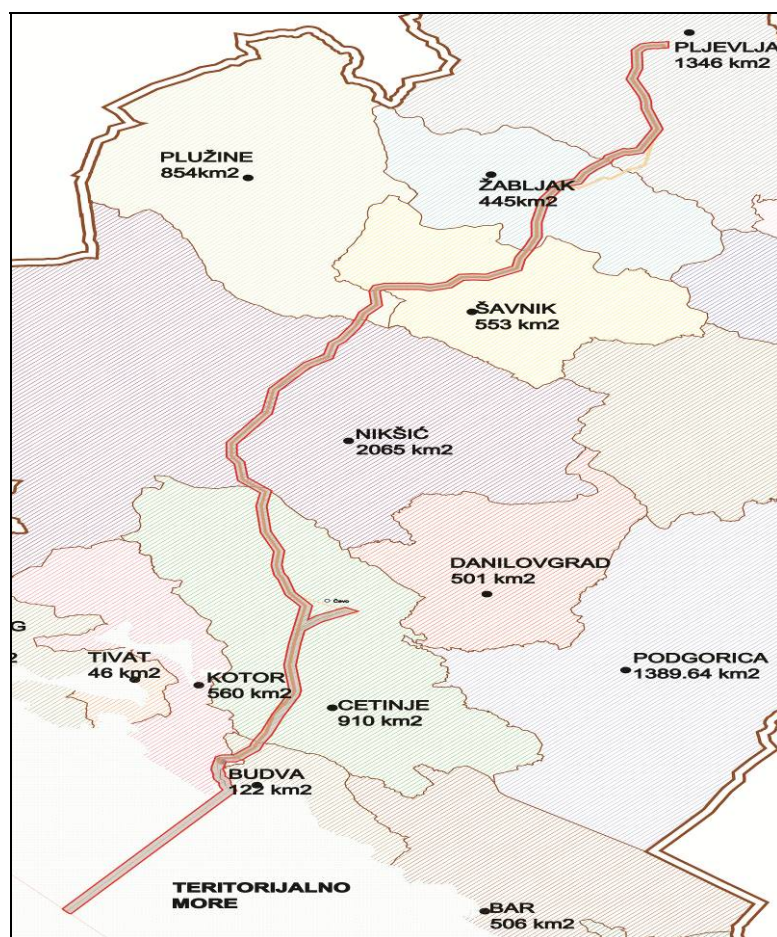 PLJEVLJA
1346 km2
PLUŽINE
854km2
ŽABLJAK
445km2
ŠAVNIK
553 km2
NIKŠIĆ
2065 km2
DANILOVGRAD
501 km2
Čevo
G
TIVAT
46 km2
KOTOR
560 km2
PODGORICA
1389.64 km2
CETINJE
910 km2
BUDVA
122 km2
TERITORIJALNO
MORE
BAR
506 km2